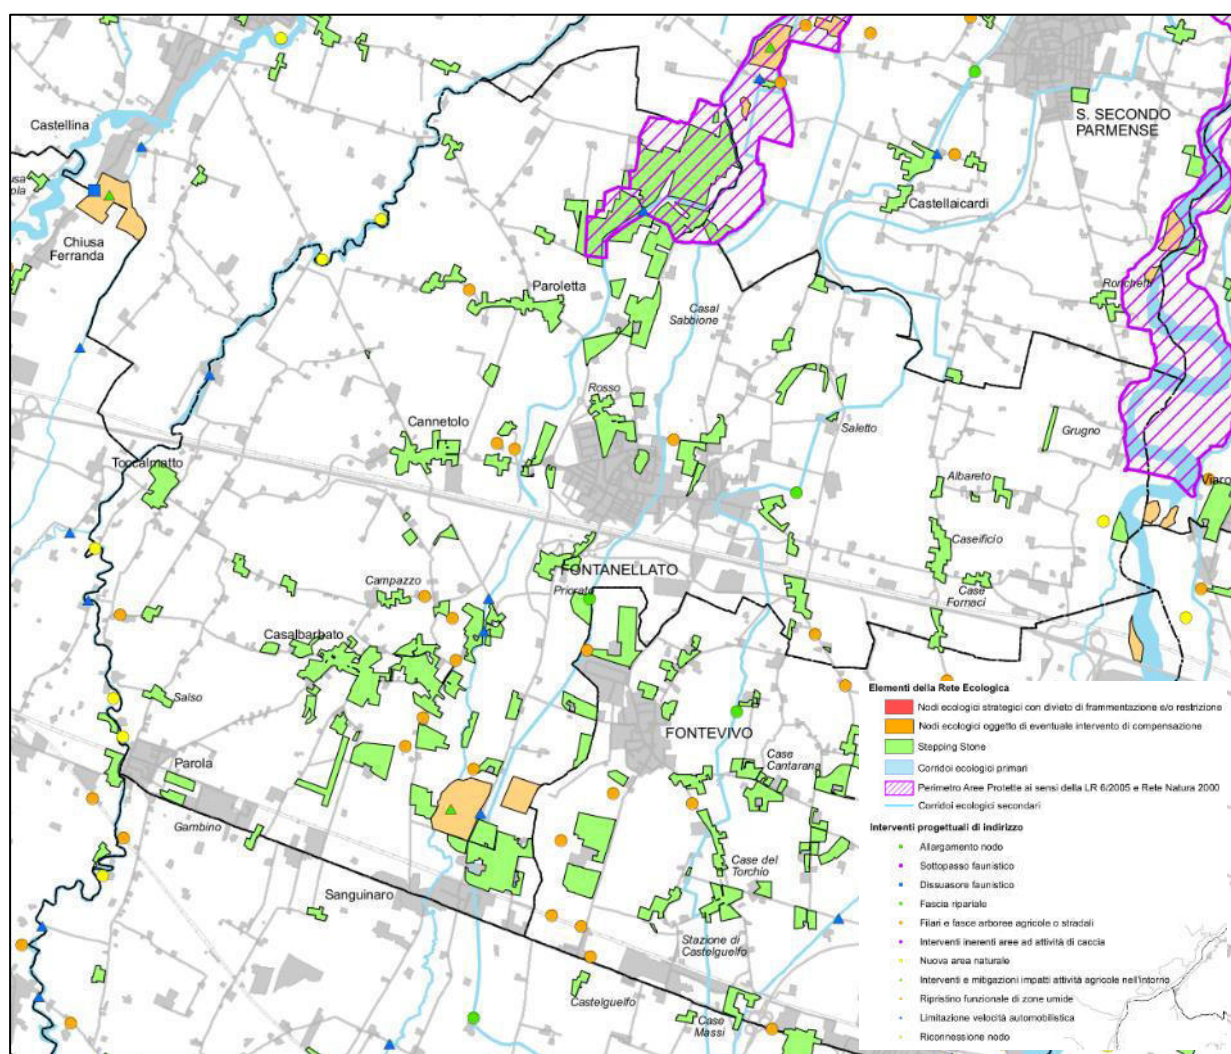 Castellina
S. SECONDO
PARMENSE
Castellaicardi
Chiusa
Ferranda
Ronchetti
Paroletta
Casal
Sabbione
Rosso
Cannetolo
Saletto
Grugno
Toccalmatto
Albareto
Viaro
Caseificio
FONTANELLATO
Campazzo
Priorato
Case
Fornaci
Casalbarbato
Salso
FONTEVIVO
Parola
Case
Cantarana
Gambino
Case del
Torchio
Sanguinaro
Stazione di
Castelguelfo
Castelguelfo
Case
Massi
Elementi della Rete Ecologica
Nodi ecologici strategici con divieto di frammentazione e/o restrizione
Nodi ecologici oggetto di eventuale intervento di compensazione
Stepping Stone
Corridoi ecologici primari
Perimetro Aree Protette ai sensi della LR 6/2005 e Rete Natura 2000
Corridoi ecologici secondari
Interventi progettuali di indirizzo
Allargamento nodo
Sottopasso faunistico
Dissuasore faunistico
Fascia ripariale
Filari e fasce arboree agricole o stradali
Interventi inerenti aree ad attività di caccia
Nuova area naturale
Interventi e mitigazioni impatti attività agricole nell'intorno
Ripristino funzionale di zone umide
Limitazione velocità automobilistica
Riconnessione nodo